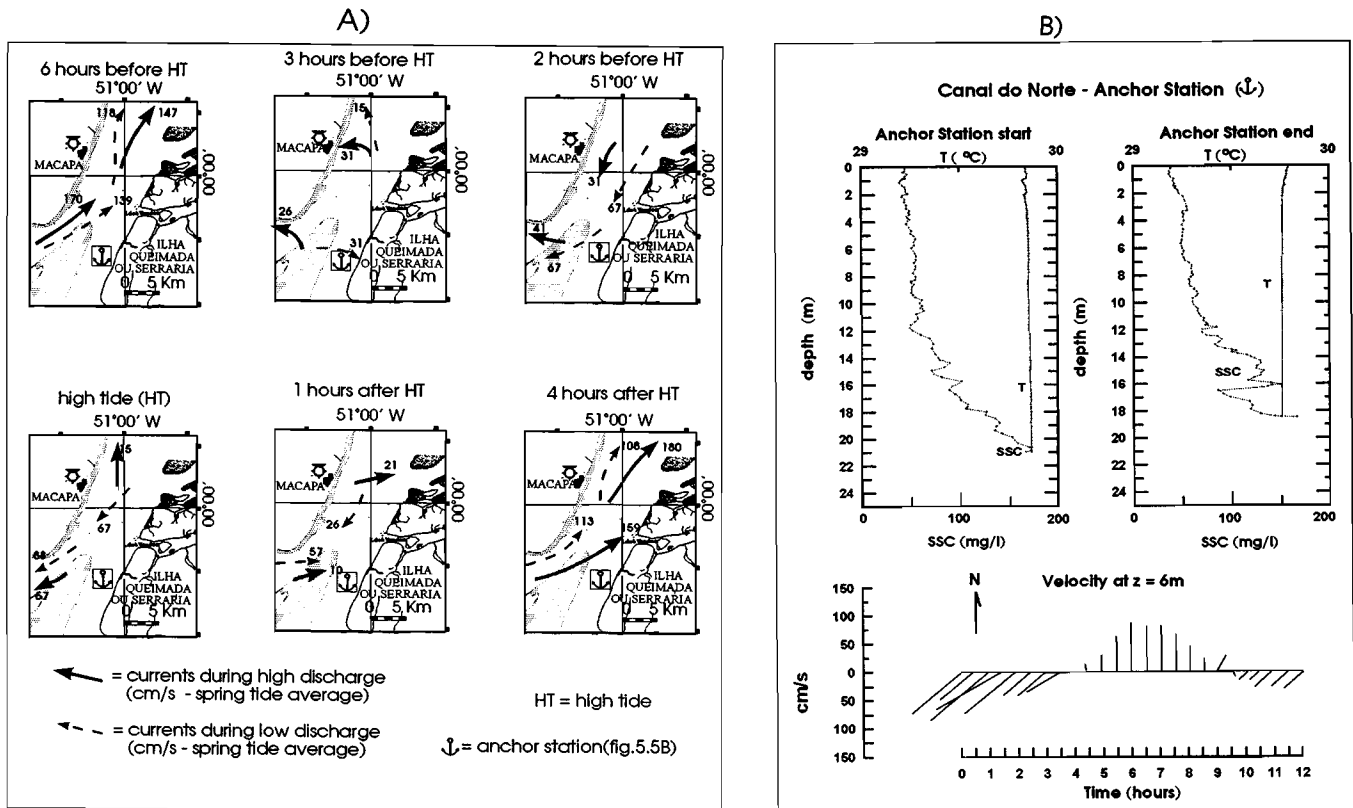 A)
6 hours before HT
51°00' W
118
147
MACAPA
170
139
00°00'
ILHA
QUEIMADA
OU SERRARIA
0 5 Km
3 hours before HT
51°00' W
15
MACAPA
31
26
31
00°00'
ILHA
QUEIMADA
OU SERRARIA
0 5 Km
2 hours before HT
51°00' W
MACAPA
31
67
41
67
00°00'
ILHA
QUEIMADA
OU SERRARIA
0 5 Km
high tide (HT)
51°00' W
15
MACAPA
67
88
67
00°00'
ILHA
QUEIMADA
OU SERRARIA
0 5 Km
1 hours after HT
51°00' W
21
MACAPA
26
57
10
00°00'
ILHA
QUEIMADA
OU SERRARIA
0 5 Km
4 hours after HT
51°00' W
108
180
MACAPA
113
159
00°00'
ILHA
QUEIMADA
OU SERRARIA
0 5 Km
= currents during high discharge
(cm/s - spring tide average)
= currents during low discharge
(cm/s - spring tide average)
HT = high tide
= anchor station(fig.5.5B)
B)
Canal do Norte - Anchor Station ( )
Anchor Station start
29 T ( °C) 30
0
2
4
6
8
10
12
14
16
18
20
22
24
depth (m)
T
SSC
0 100 200
SSC (mg/l)
Anchor Station end
29 T (°C) 30
0
2
4
6
8
10
12
14
16
18
20
22
24
depth (m)
T
SSC
0 100 200
SSC (mg/l)
N
Velocity at z = 6m
150
100
50
0
50
100
150
cm/s
0 1 2 3 4 5 6 7 8 9 10 11 12
Time (hours)